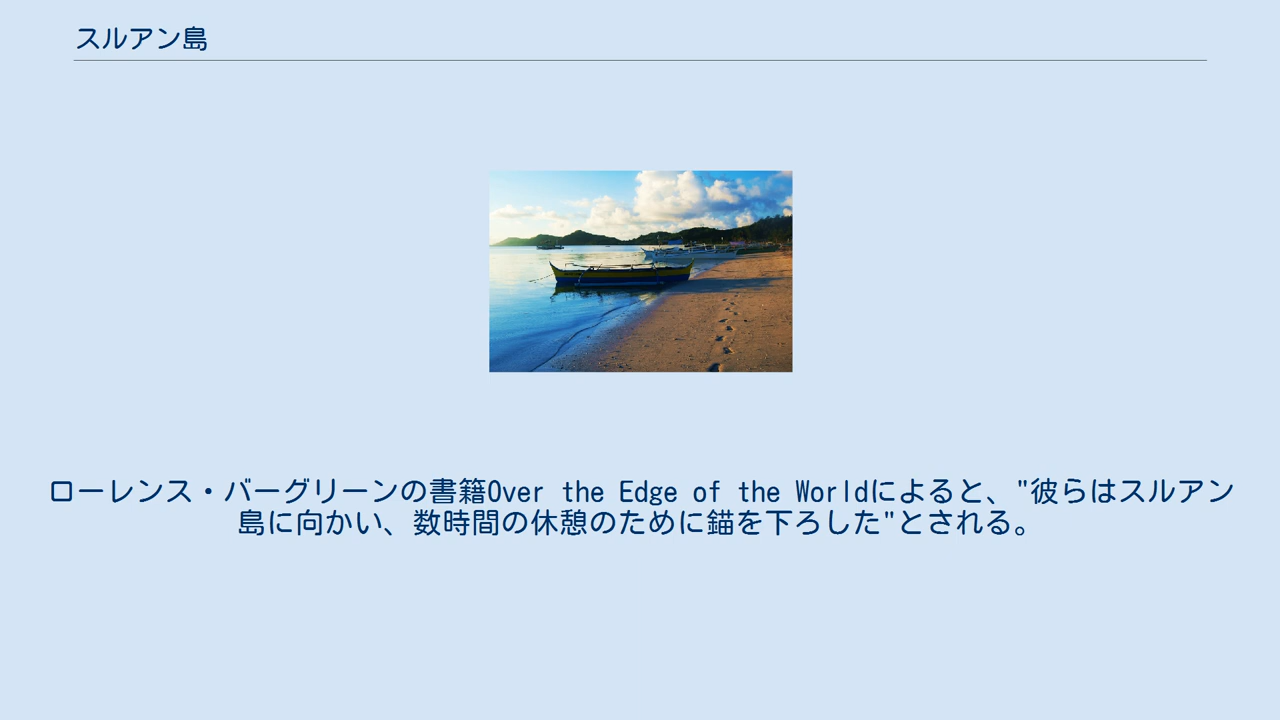 スルアン島
ローレンス・バーグリーンの書籍Over the Edge of the Worldによると、"彼らはスルアン
島に向かい、数時間の休憩のために錨を下ろした"とされる。